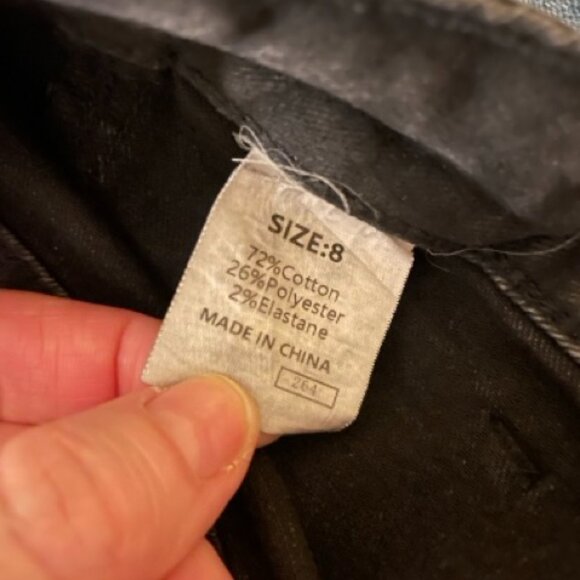 SIZE:8
72%Cotton
26%Polyester
2%Elastane
MADE IN CHINA
264